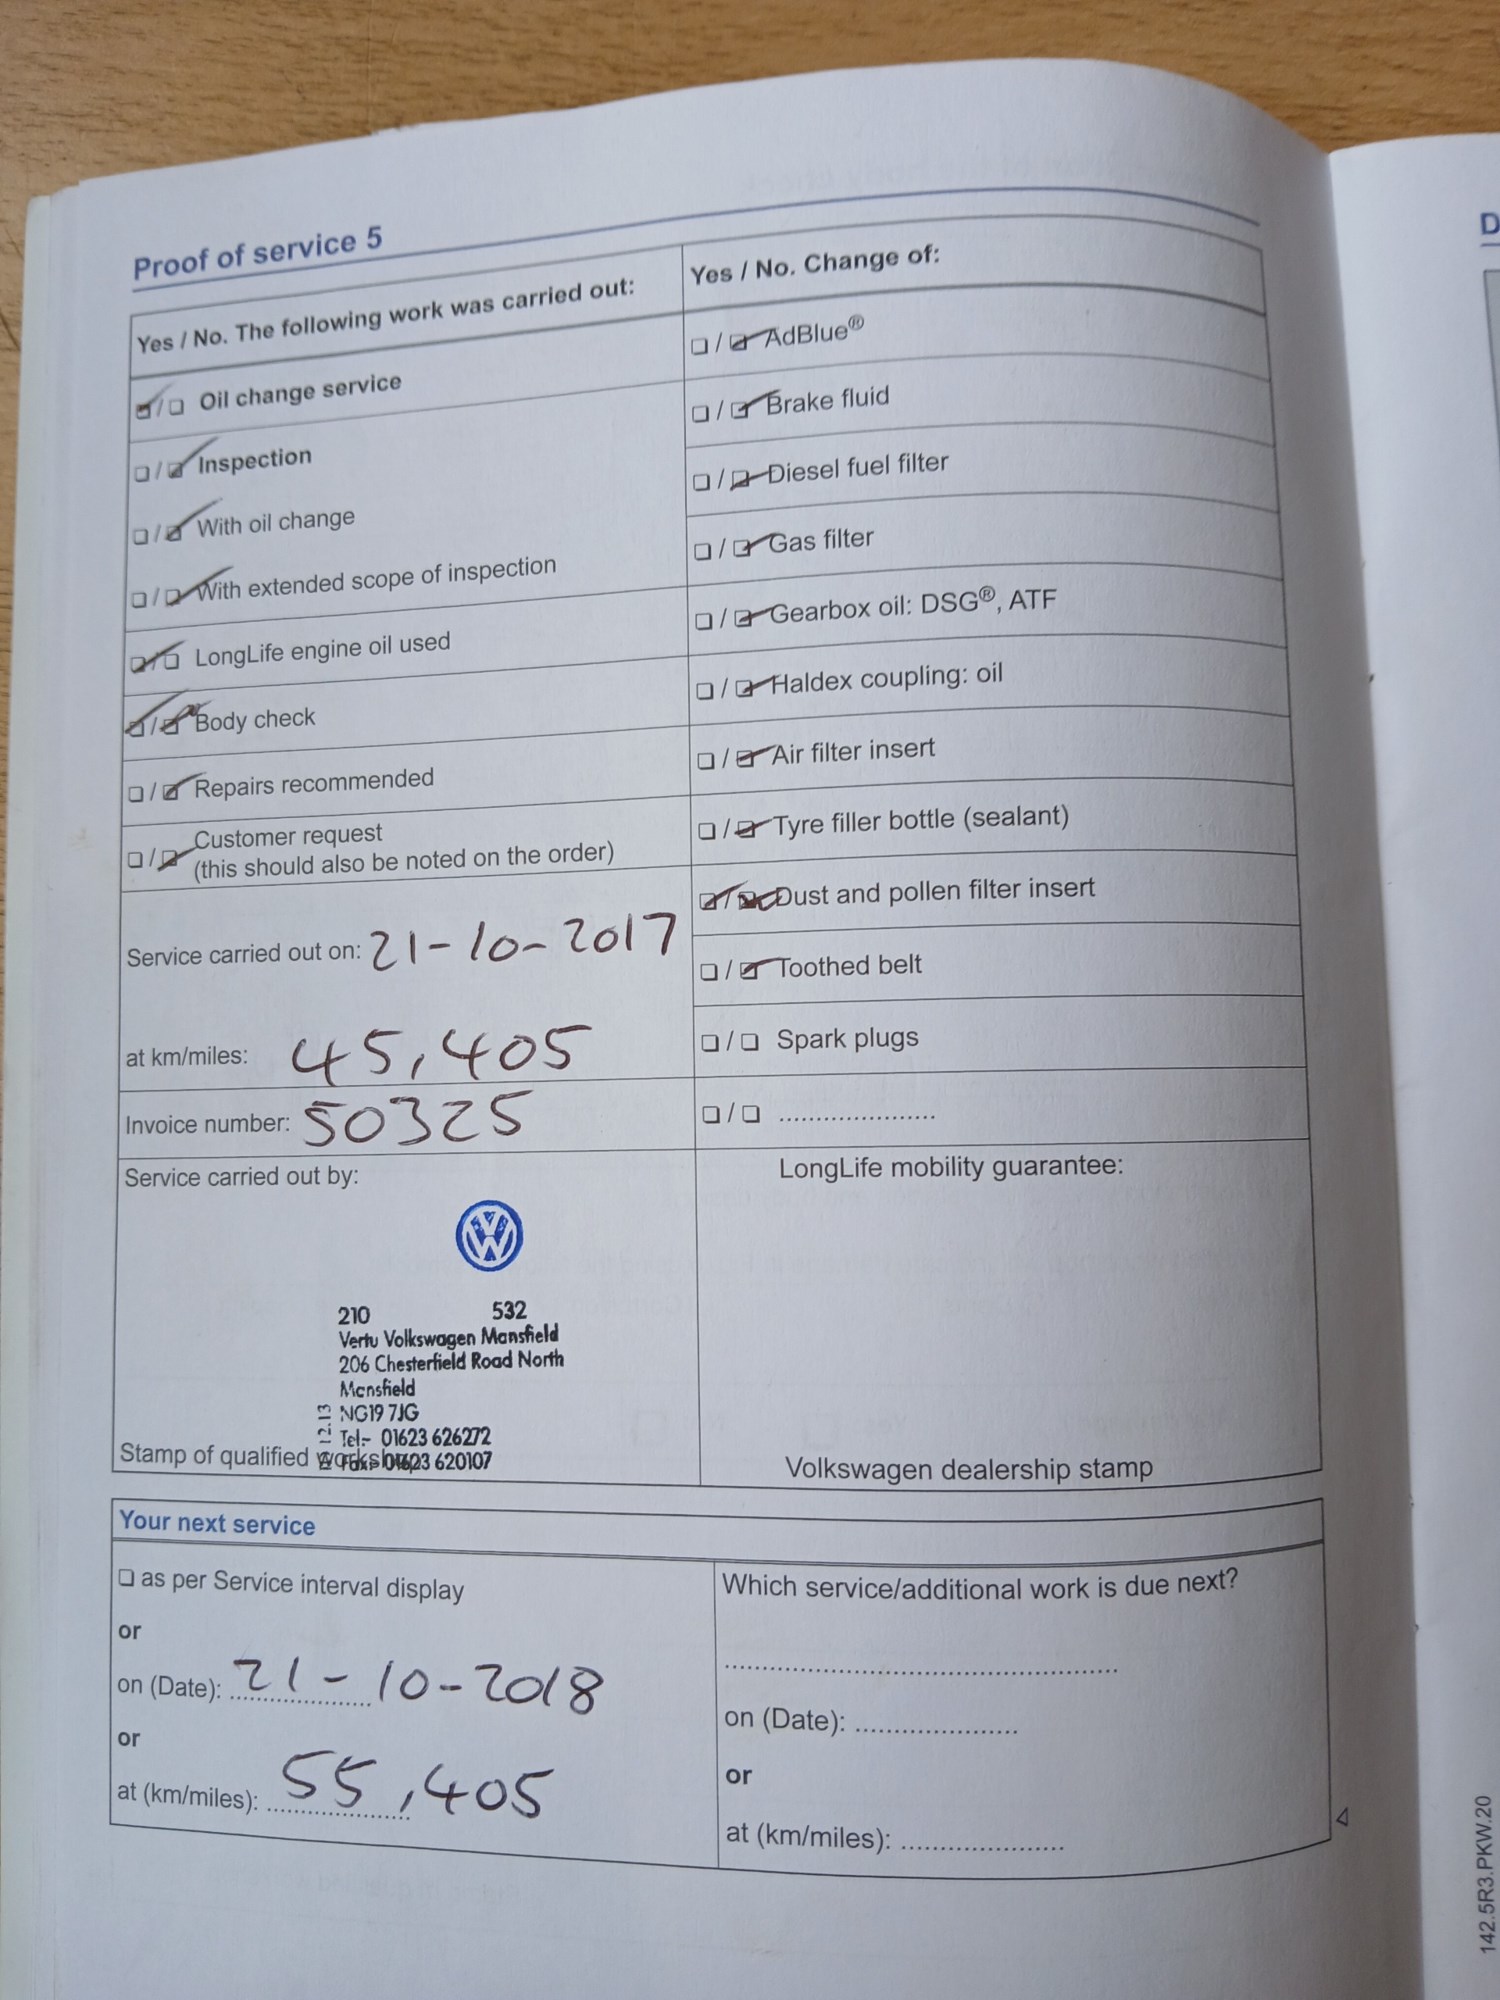 Proof of service 5
Yes / No. The following work was carried out:
Oil change service
Inspection
With oil change
With extended scope of inspection
LongLife engine oil used
Body check
Repairs recommended
Customer request
(this should also be noted on the order)
Service carried out on: 21-10-2017
at km/miles: 45,405
Invoice number: 50325
Service carried out by:
210 532
Vertu Volkswagen Mansfield
206 Chesterfield Road North
Mansfield
NG19 7JG
Tel:- 01623 626272
Fax:- 01623 620107
Stamp of qualified workshop
Yes / No. Change of:
AdBlue®
Brake fluid
Diesel fuel filter
Gas filter
Gearbox oil: DSG®, ATF
Haldex coupling: oil
Air filter insert
Tyre filler bottle (sealant)
Dust and pollen filter insert
Toothed belt
Spark plugs
....................
LongLife mobility guarantee:
Volkswagen dealership stamp
Your next service
as per Service interval display
or
on (Date): 21-10-2018
or
at (km/miles): 55,405
Which service/additional work is due next?
on (Date): ....................
or
at (km/miles): ....................
D
142.5R3.PKW.20